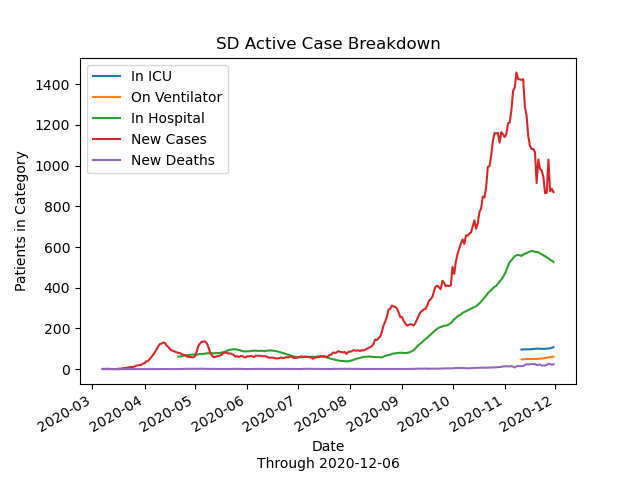 SD Active Case Breakdown
In ICU
On Ventilator
In Hospital
New Cases
New Deaths
Patients in Category
1400
1200
1000
800
600
400
200
0
2020-03
2020-04
2020-05
2020-06
2020-07
2020-08
2020-09
2020-10
2020-11
2020-12
Date
Through 2020-12-06